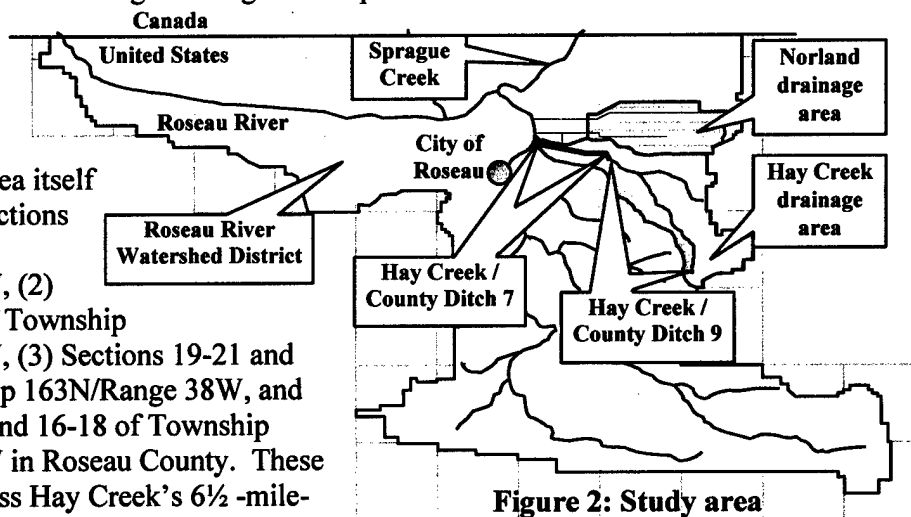 Canada
United States
Sprague
Creek
Norland
drainage
area
Roseau River
City of
Roseau
Hay Creek
drainage
area
Roseau River
Watershed District
Hay Creek /
County Ditch 7
Hay Creek /
County Ditch 9
Figure 2: Study area
ea itself
ctions
, (2)
Township
, (3) Sections 19-21 and
p 163N/Range 38W, and
nd 16-18 of Township
in Roseau County. These
ss Hay Creek's 6½ -mile-